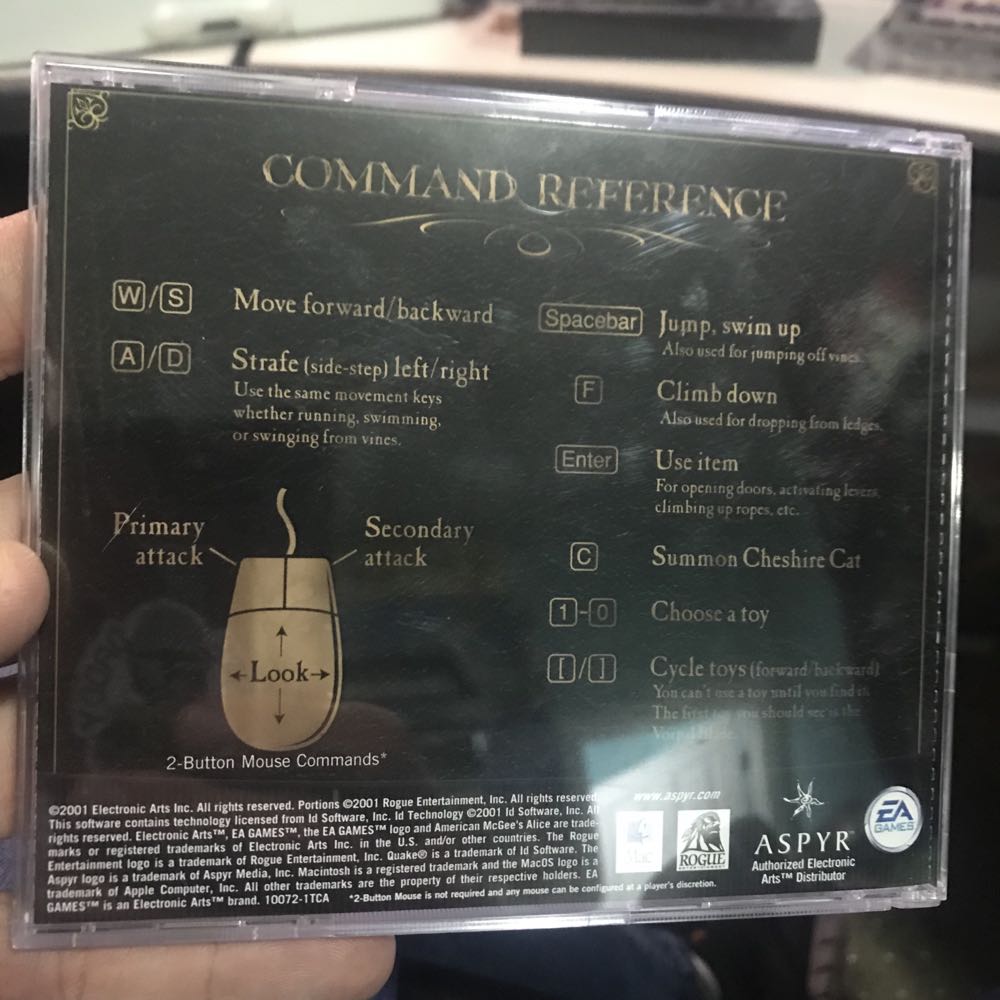 COMMAND REFERENCE
W/S Move forward/backward
A/D Strafe (side-step) left/right
Use the same movement keys
whether running, swimming,
or swinging from vines.
Primary
attack
Secondary
attack
Look
2-Button Mouse Commands*
Spacebar Jump, swim up
Also used for jumping off vines.
F Climb down
Also used for dropping from ledges.
Enter Use item
For opening doors, activating levers,
climbing up ropes, etc.
C Summon Cheshire Cat
1-0 Choose a toy
[/] Cycle toys (forward/backward)
You can't use a toy until you find it.
The first toy you should see is the
©2001 Electronic Arts Inc. All rights reserved. Portions ©2001 Rogue Entertainment, Inc. All rights reserved.
This software contains technology licensed from Id Software, Inc. Id Technology ©2001 Id Software, Inc. All
rights reserved. Electronic Arts™, EA GAMES™, the EA GAMES™ logo and American McGee's Alice are trade-
marks or registered trademarks of Electronic Arts Inc. in the U.S. and/or other countries. The Rogue
Entertainment logo is a trademark of Rogue Entertainment, Inc. Quake® is a trademark of Id Software. The
Aspyr logo is a trademark of Aspyr Media, Inc. Macintosh is a registered trademark and the MacOS logo is a
trademark of Apple Computer, Inc. All other trademarks are the property of their respective holders. EA
GAMES™ is an Electronic Arts™ brand. 10072-1TCA *2-Button Mouse is not required and any mouse can be configured at a player's discretion.
www.aspyr.com
Mac
ROGUE
ENTERTAINMENT
ASPYR
Authorized Electronic
Arts™ Distributor
EA
GAMES